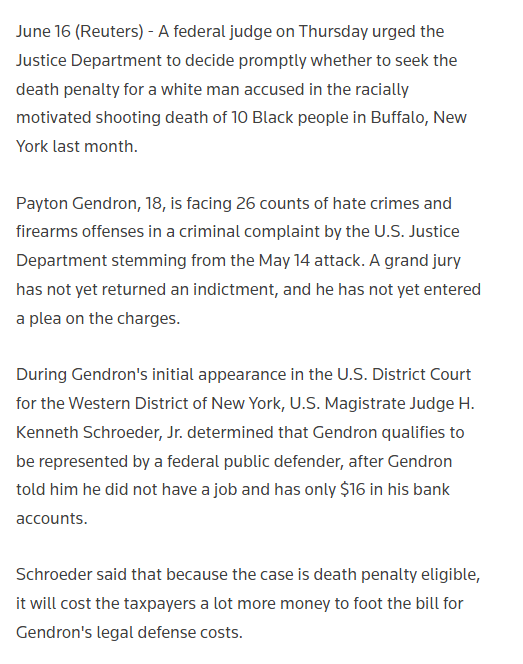 June 16 (Reuters) - A federal judge on Thursday urged the
Justice Department to decide promptly whether to seek the
death penalty for a white man accused in the racially
motivated shooting death of 10 Black people in Buffalo, New
York last month.
Payton Gendron, 18, is facing 26 counts of hate crimes and
firearms offenses in a criminal complaint by the U.S. Justice
Department stemming from the May 14 attack. A grand jury
has not yet returned an indictment, and he has not yet entered
a plea on the charges.
During Gendron's initial appearance in the U.S. District Court
for the Western District of New York, U.S. Magistrate Judge H.
Kenneth Schroeder, Jr. determined that Gendron qualifies to
be represented by a federal public defender, after Gendron
told him he did not have a job and has only $16 in his bank
accounts.
Schroeder said that because the case is death penalty eligible,
it will cost the taxpayers a lot more money to foot the bill for
Gendron's legal defense costs.